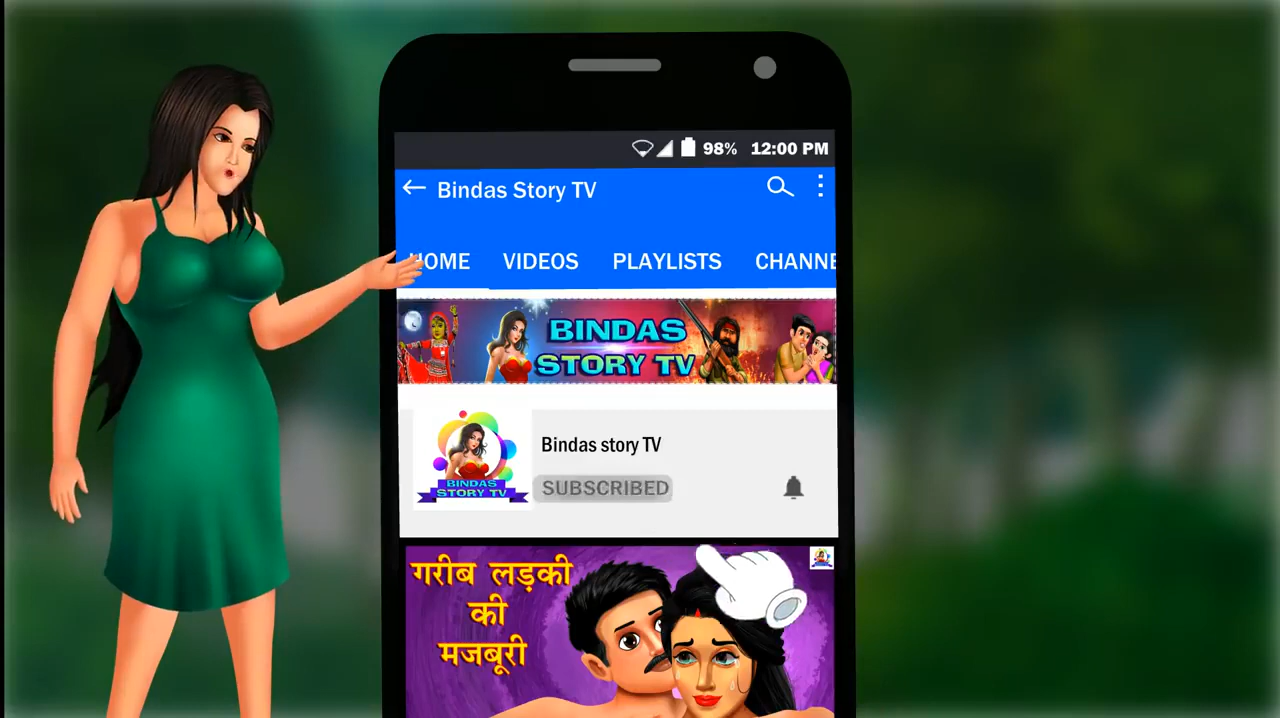 98% 12:00 PM
Bindas Story TV
HOME VIDEOS PLAYLISTS CHANNE
BINDAS
STORY TV
Bindas story TV
SUBSCRIBED
BINDAS
STORY TV
गरीब लड़की
की
मजबूरी